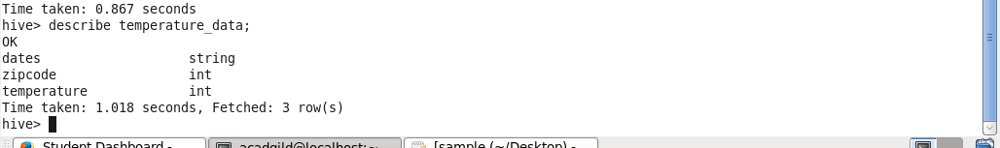 Time taken: 0.867 seconds
hive> describe temperature_data;
OK
dates                   string
zipcode                 int
temperature             int
Time taken: 1.018 seconds, Fetched: 3 row(s)
hive>
Student Dashboard - acadgild@localhost:~ [sample (~/Desktop) -